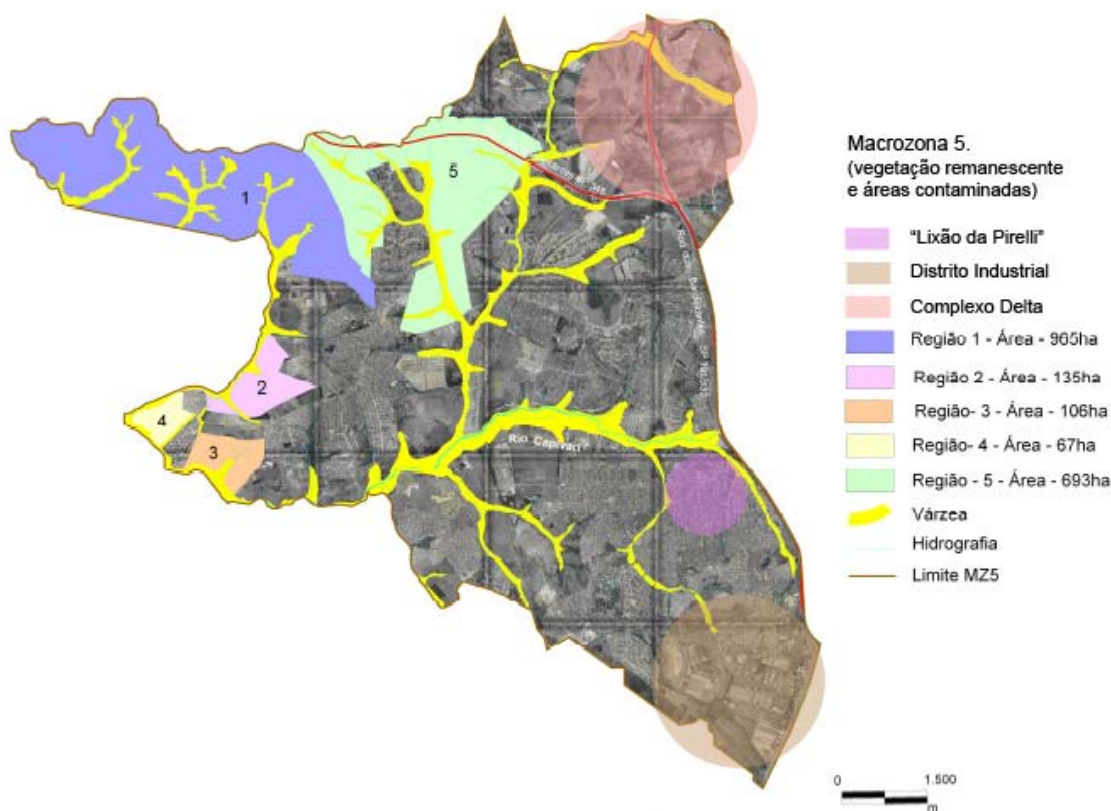 Macrozona 5.
(vegetação remanescente
e áreas contaminadas)
"Lixão da Pirelli"
Distrito Industrial
Complexo Delta
Região 1 - Área - 965ha
Região 2 - Área - 135ha
Região- 3 - Área - 106ha
Região- 4 - Área - 67ha
Região - 5 - Área - 693ha
Várzea
Hidrografia
Limite MZ5
1
5
2
4
3
Rio Capivari
0 1.500
m